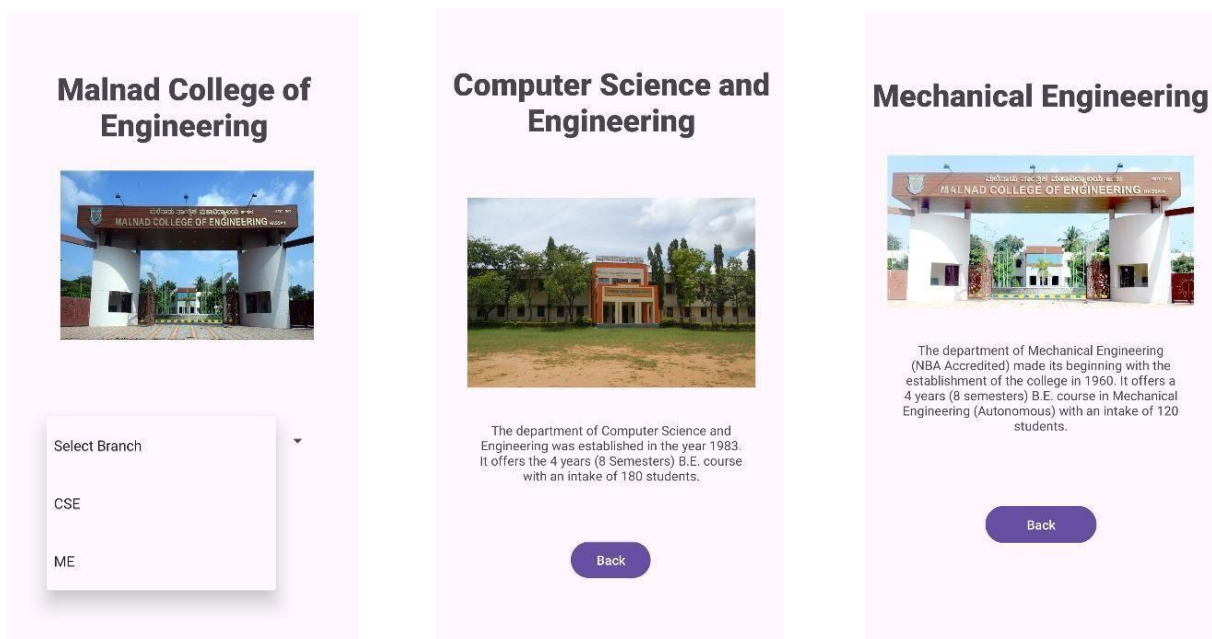 Malnad College of
Engineering
MALNAD COLLEGE OF ENGINEERING
Select Branch
CSE
ME
Computer Science and
Engineering
The department of Computer Science and
Engineering was established in the year 1983.
It offers the 4 years (8 Semesters) B.E. course
with an intake of 180 students.
Back
Mechanical Engineering
MALNAD COLLEGE OF ENGINEERING
The department of Mechanical Engineering
(NBA Accredited) made its beginning with the
establishment of the college in 1960. It offers a
4 years (8 semesters) B.E. course in Mechanical
Engineering (Autonomous) with an intake of 120
students.
Back